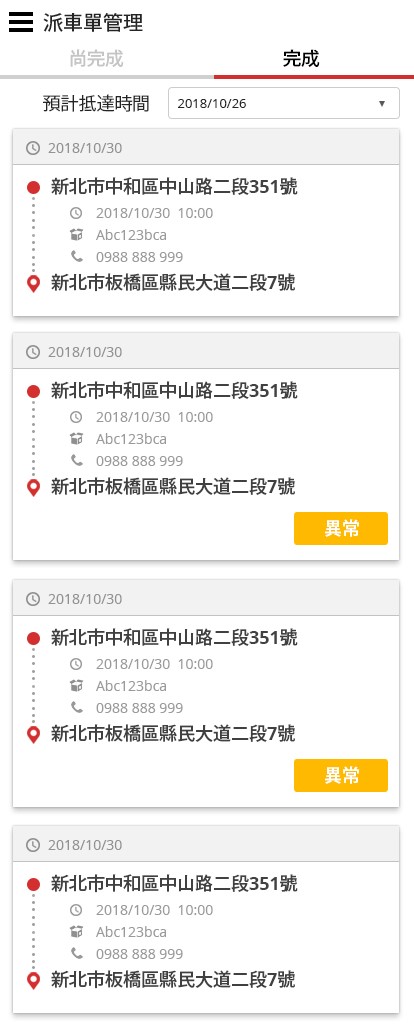 派車單管理
尚完成
完成
預計抵達時間
2018/10/26
2018/10/30
新北市中和區中山路二段351號
2018/10/30 10:00
Abc123bca
0988 888 999
新北市板橋區縣民大道二段7號
2018/10/30
新北市中和區中山路二段351號
2018/10/30 10:00
Abc123bca
0988 888 999
新北市板橋區縣民大道二段7號
異常
2018/10/30
新北市中和區中山路二段351號
2018/10/30 10:00
Abc123bca
0988 888 999
新北市板橋區縣民大道二段7號
異常
2018/10/30
新北市中和區中山路二段351號
2018/10/30 10:00
Abc123bca
0988 888 999
新北市板橋區縣民大道二段7號